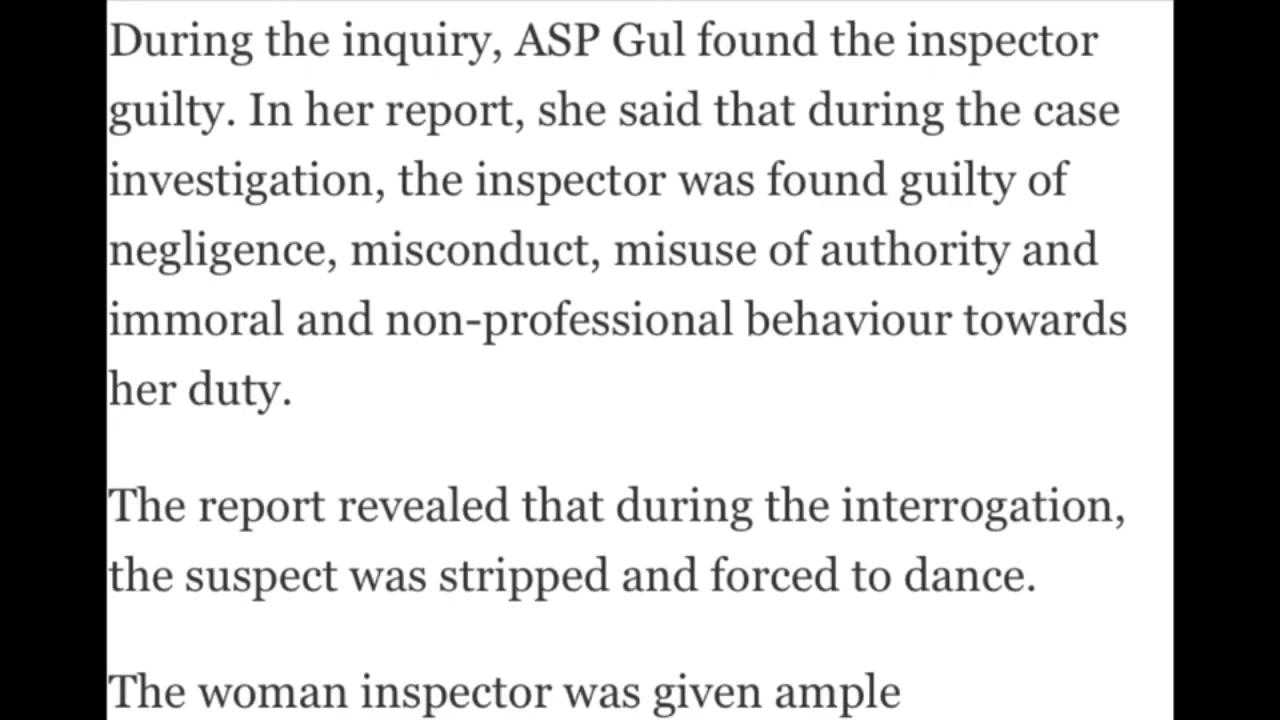 During the inquiry, ASP Gul found the inspector
guilty. In her report, she said that during the case
investigation, the inspector was found guilty of
negligence, misconduct, misuse of authority and
immoral and non-professional behaviour towards
her duty.
The report revealed that during the interrogation,
the suspect was stripped and forced to dance.
The woman inspector was given ample